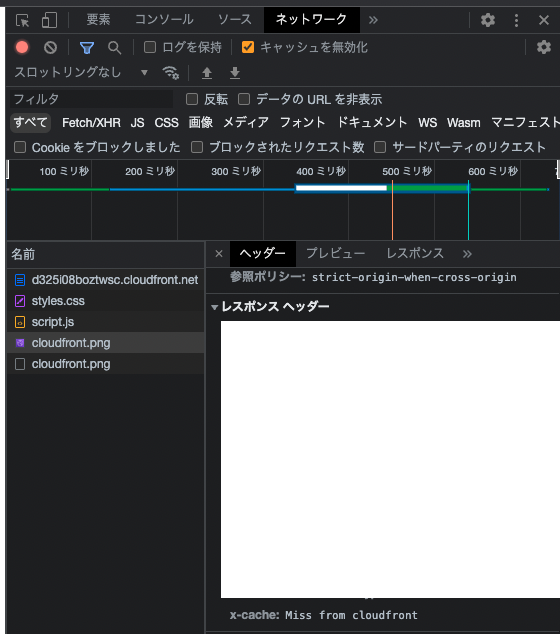 要素 コンソール ソース ネットワーク »
ログを保持 キャッシュを無効化
スロットリングなし ▼
フィルタ 反転 データの URL を非表示
すべて Fetch/XHR JS CSS 画像 メディア フォント ドキュメント WS Wasm マニフェスト
Cookie をブロックしました ブロックされたリクエスト数 サードパーティのリクエスト
100 ミリ秒 200 ミリ秒 300 ミリ秒 400 ミリ秒 500 ミリ秒 600 ミリ秒
名前
d325i08boztwsc.cloudfront.net
styles.css
script.js
cloudfront.png
cloudfront.png
× ヘッダー プレビュー レスポンス »
参照ポリシー: strict-origin-when-cross-origin
▼レスポンス ヘッダー
x-cache: Miss from cloudfront